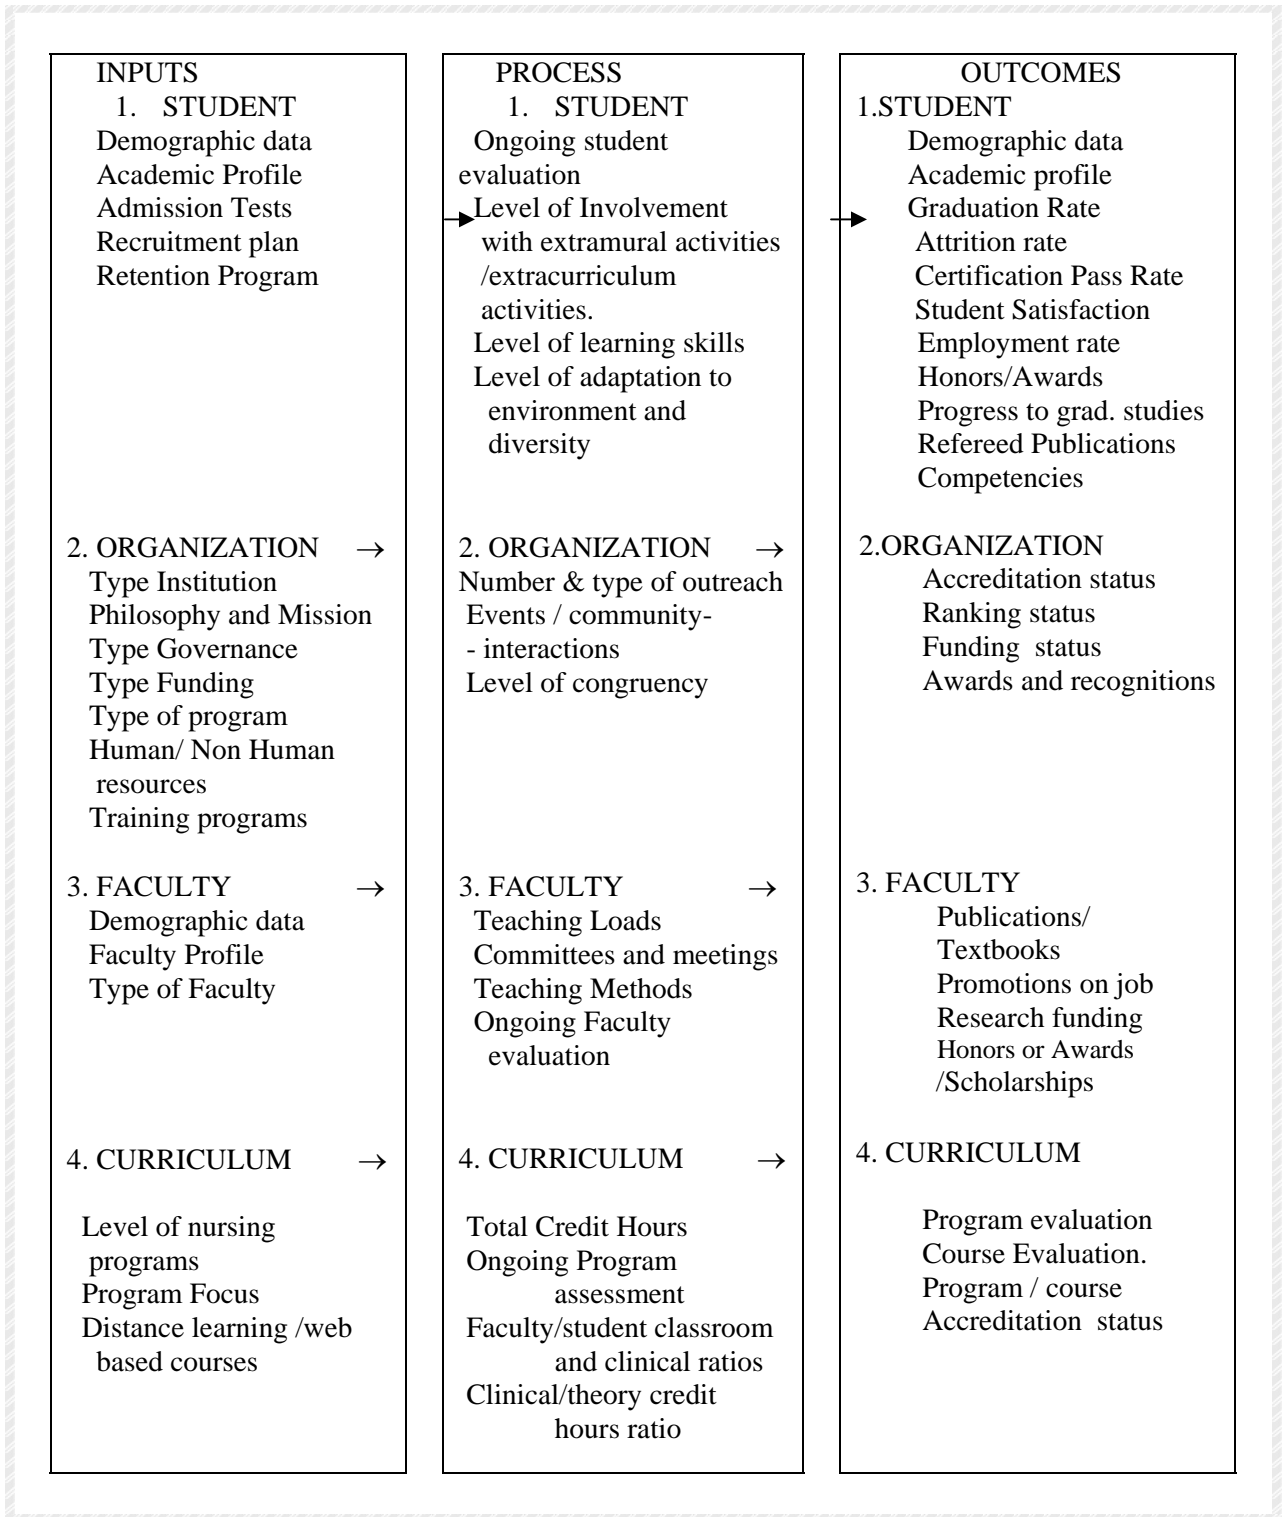 INPUTS
1. STUDENT
Demographic data
Academic Profile
Admission Tests
Recruitment plan
Retention Program
2. ORGANIZATION →
Type Institution
Philosophy and Mission
Type Governance
Type Funding
Type of program
Human/ Non Human
resources
Training programs
3. FACULTY →
Demographic data
Faculty Profile
Type of Faculty
4. CURRICULUM →
Level of nursing
programs
Program Focus
Distance learning /web
based courses
PROCESS
1. STUDENT
Ongoing student
evaluation
Level of Involvement
with extramural activities
/extracurriculum
activities.
Level of learning skills
Level of adaptation to
environment and
diversity
2. ORGANIZATION →
Number & type of outreach
Events / community-
- interactions
Level of congruency
3. FACULTY →
Teaching Loads
Committees and meetings
Teaching Methods
Ongoing Faculty
evaluation
4. CURRICULUM →
Total Credit Hours
Ongoing Program
assessment
Faculty/student classroom
and clinical ratios
Clinical/theory credit
hours ratio
OUTCOMES
1.STUDENT
Demographic data
Academic profile
Graduation Rate
Attrition rate
Certification Pass Rate
Student Satisfaction
Employment rate
Honors/Awards
Progress to grad. studies
Refereed Publications
Competencies
2.ORGANIZATION
Accreditation status
Ranking status
Funding status
Awards and recognitions
3. FACULTY
Publications/
Textbooks
Promotions on job
Research funding
Honors or Awards
/Scholarships
4. CURRICULUM
Program evaluation
Course Evaluation.
Program / course
Accreditation status